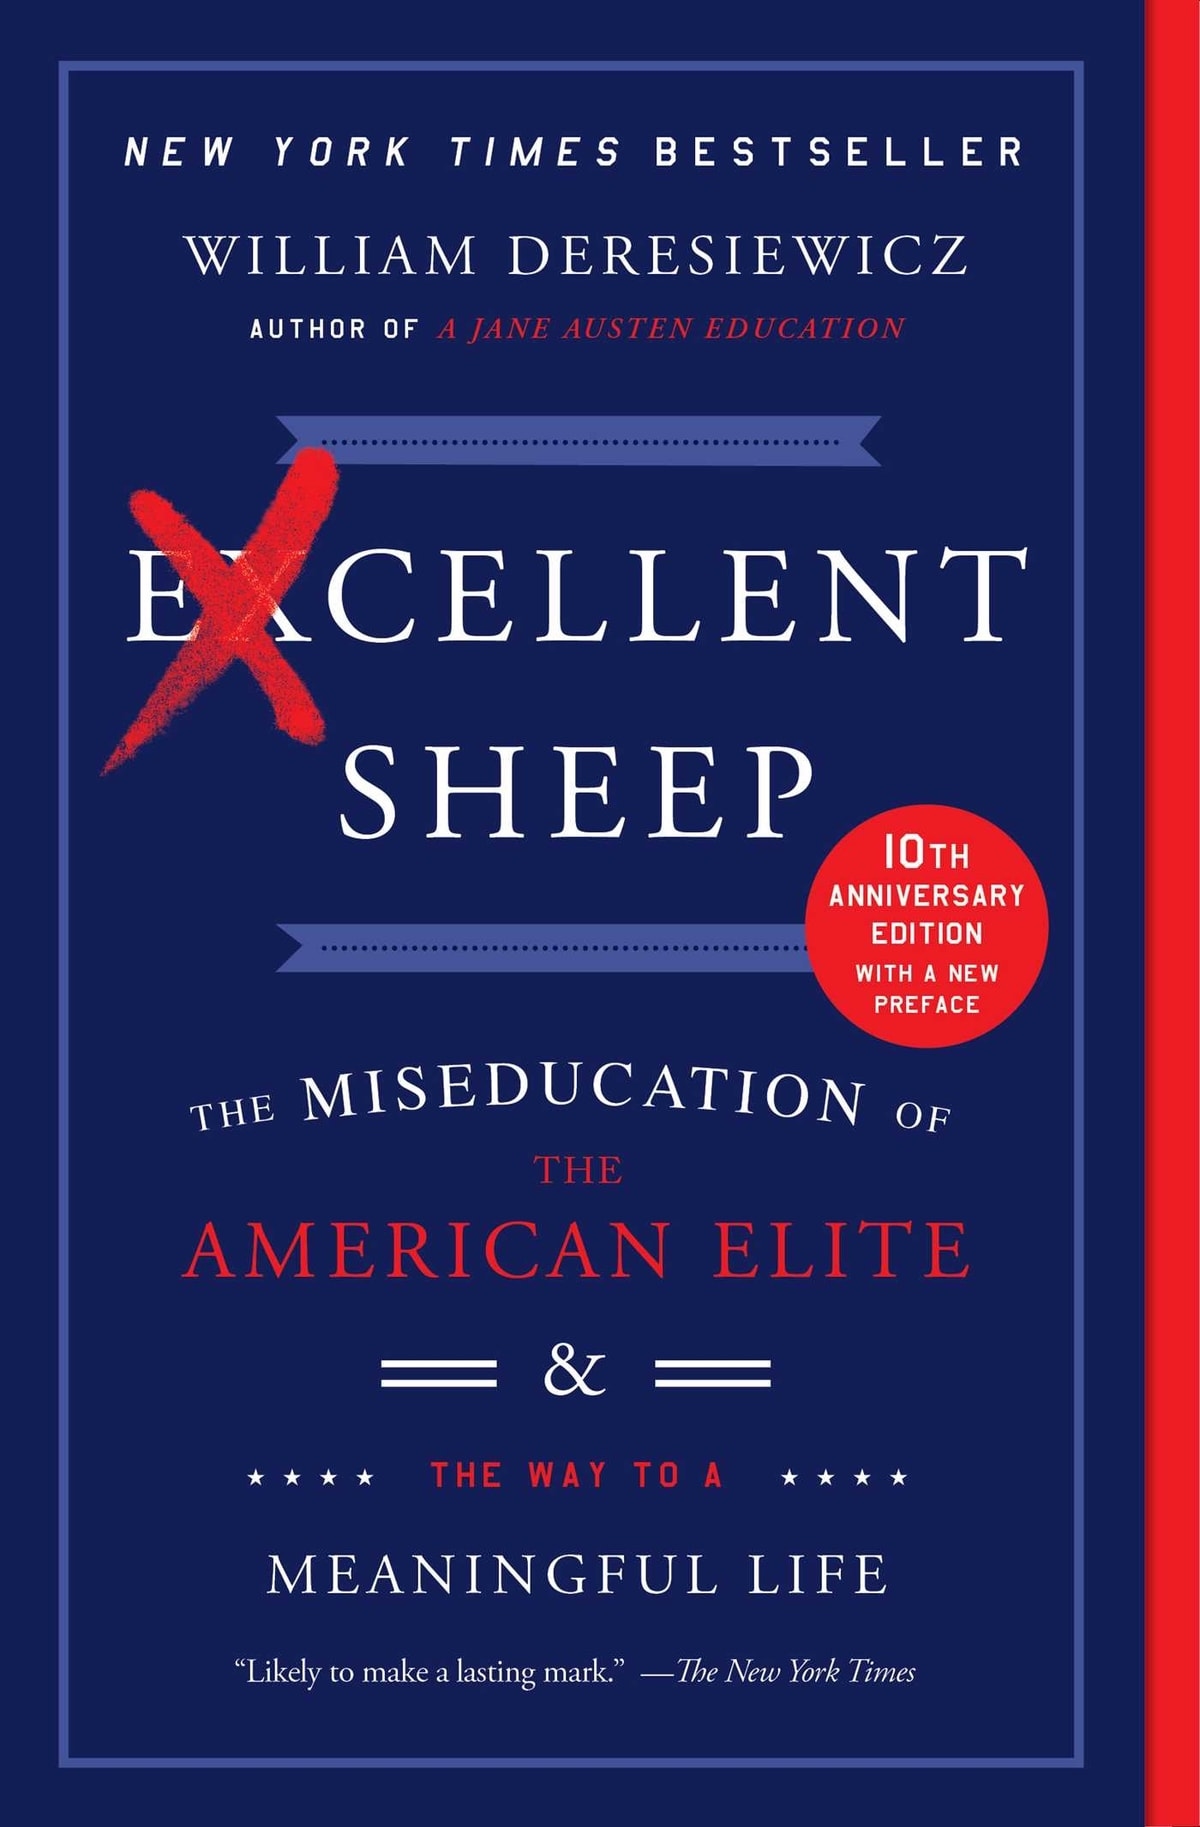 NEW YORK TIMES BESTSELLER
WILLIAM DERESIEWICZ
AUTHOR OF A JANE AUSTEN EDUCATION
EXCELLENT
SHEEP
10TH
ANNIVERSARY
EDITION
WITH A NEW
PREFACE
THE MISEDUCATION OF
THE
AMERICAN ELITE
&
THE WAY TO A
MEANINGFUL LIFE
“Likely to make a lasting mark.” —The New York Times